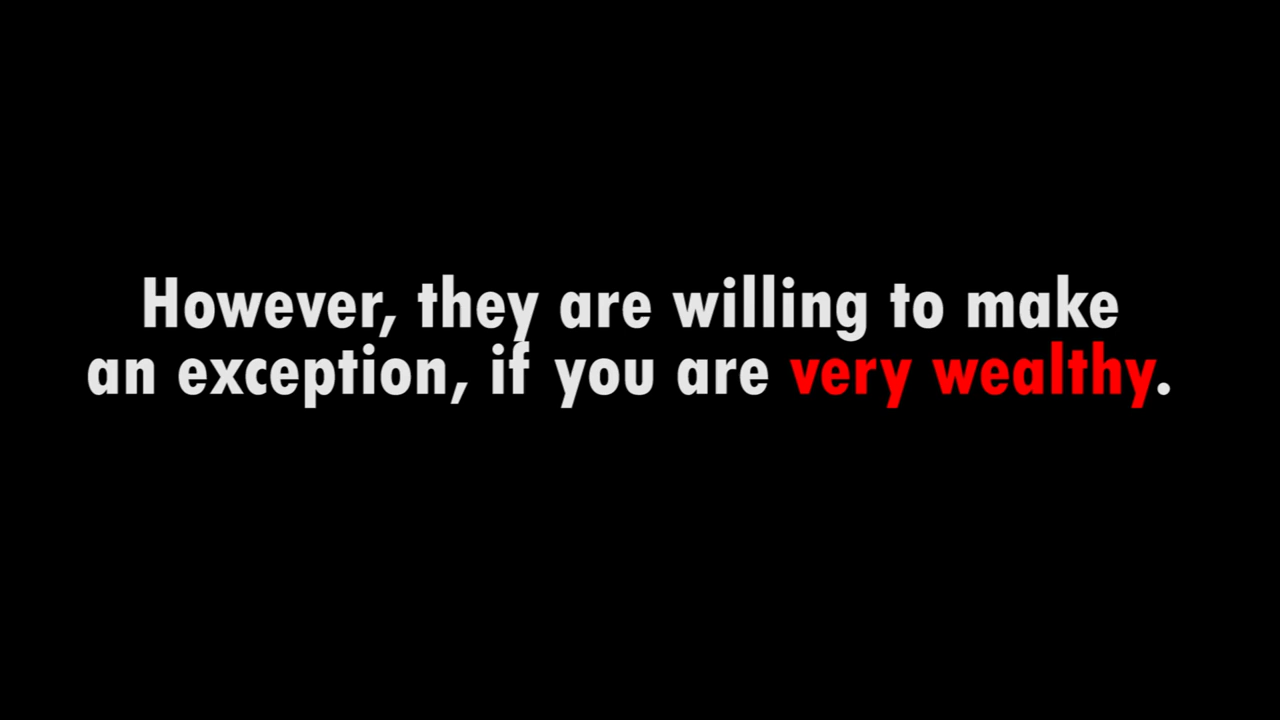 However, they are willing to make
an exception, if you are very wealthy.